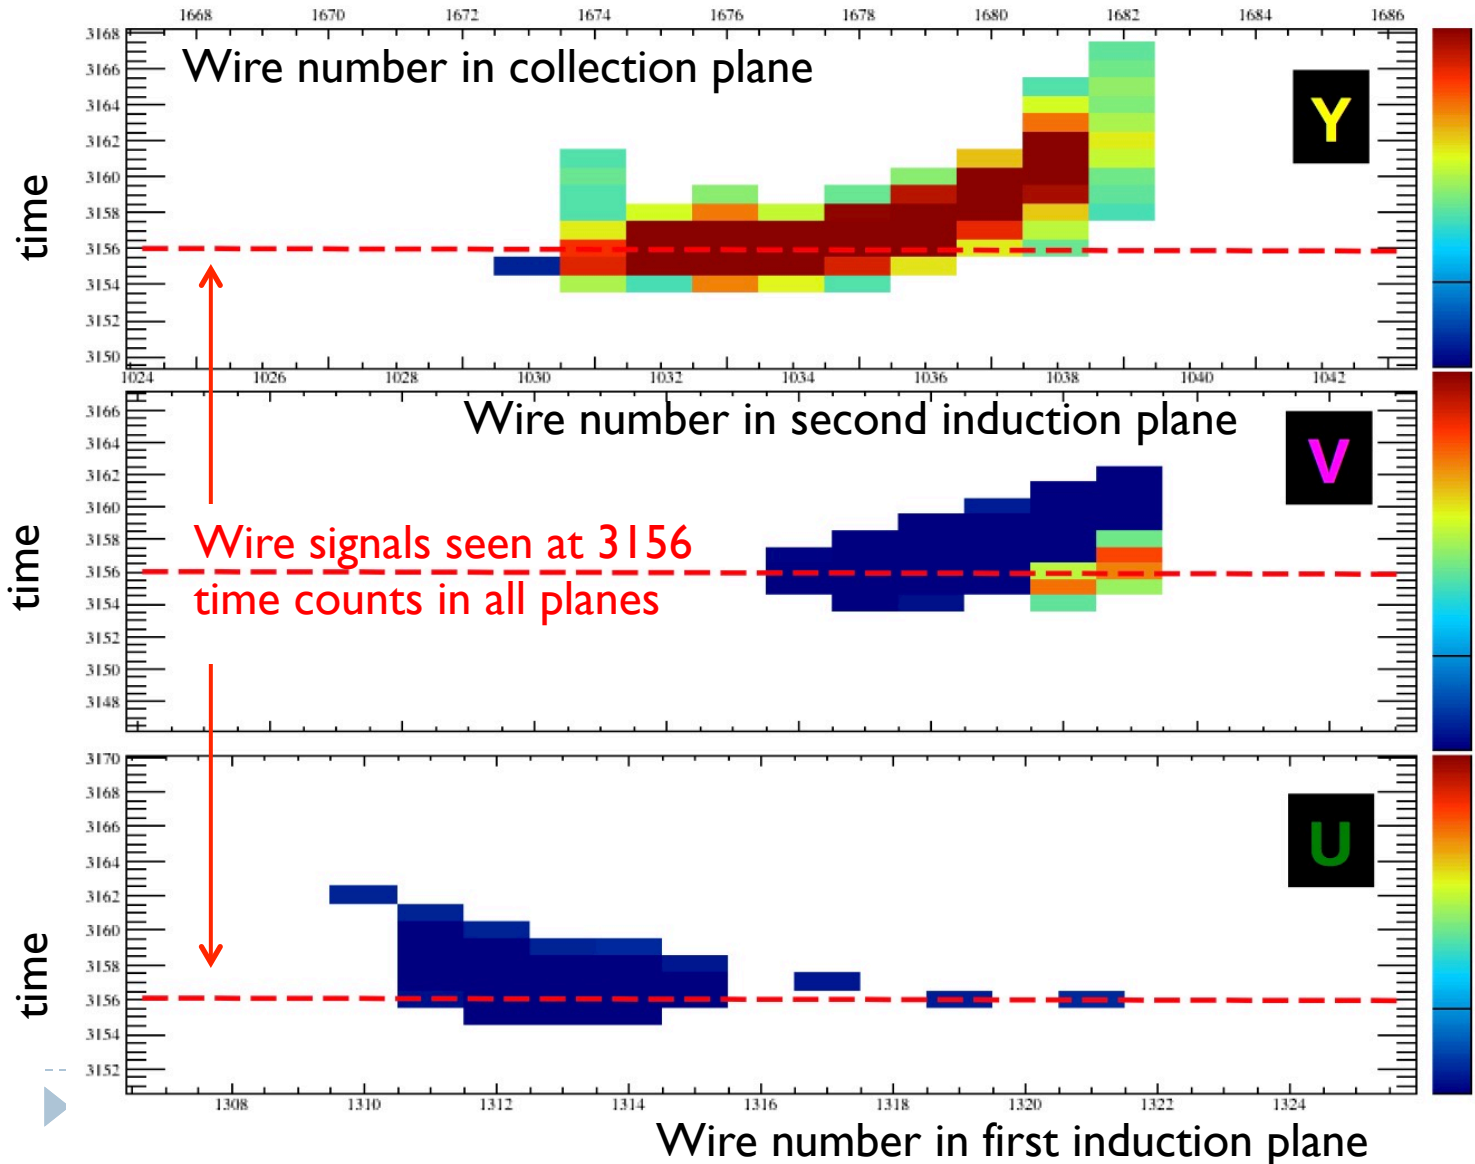 1668 1670 1672 1674 1676 1678 1680 1682 1684 1686
Wire number in collection plane
Y
time
3168
3166
3164
3162
3160
3158
3156
3154
3152
3150
1024 1026 1028 1030 1032 1034 1036 1038 1040 1042
Wire number in second induction plane
V
time
3166
3164
3162
3160
3158
3156
3154
3152
3150
3148
Wire signals seen at 3156
time counts in all planes
U
time
3170
3168
3166
3164
3162
3160
3158
3156
3154
3152
1308 1310 1312 1314 1316 1318 1320 1322 1324
Wire number in first induction plane